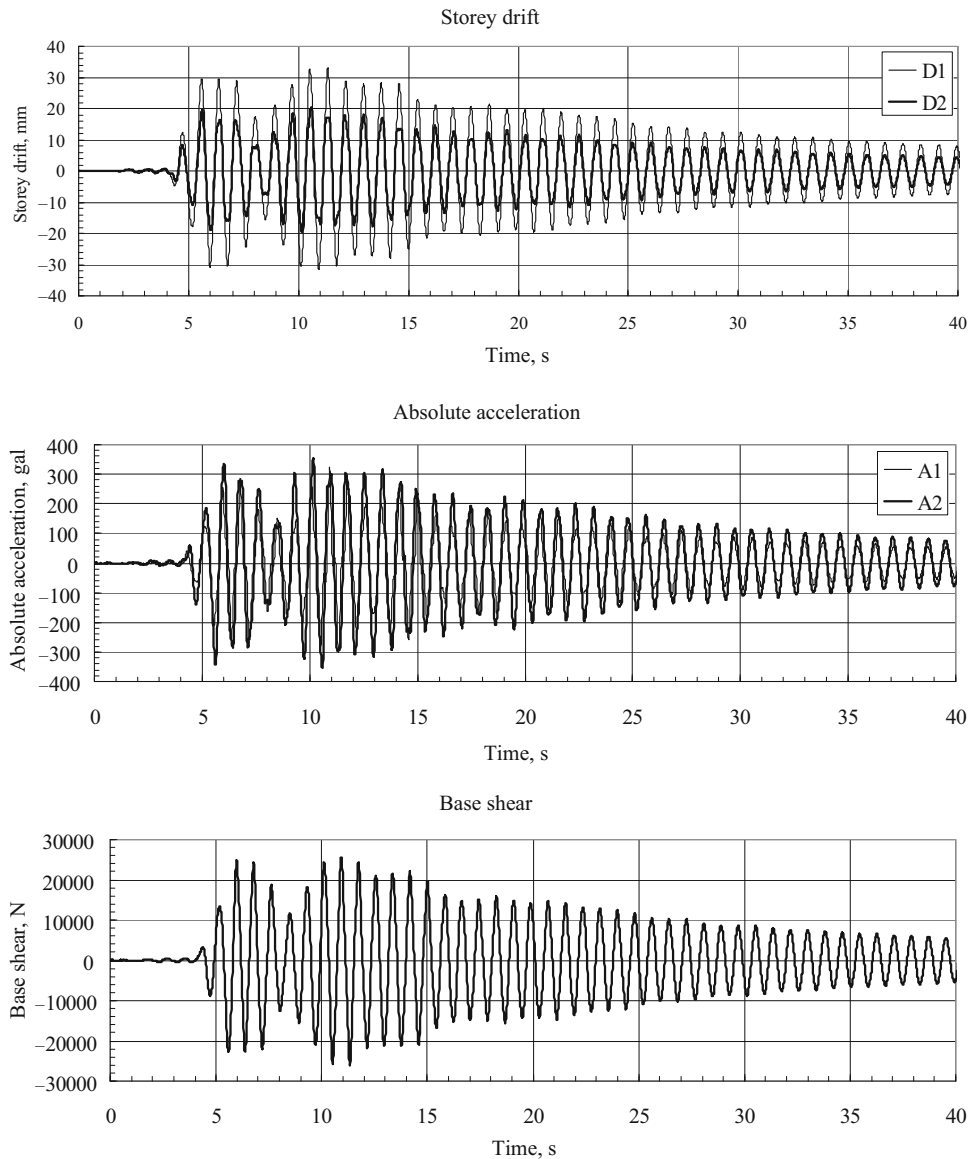 Storey drift
40
30
20
10
0
–10
–20
–30
–40
Storey drift, mm
D1
D2
0 5 10 15 20 25 30 35 40
Time, s
Absolute acceleration
400
300
200
100
0
–100
–200
–300
–400
Absolute acceleration, gal
A1
A2
0 5 10 15 20 25 30 35 40
Time, s
Base shear
30000
20000
10000
0
–10000
–20000
–30000
Base shear, N
0 5 10 15 20 25 30 35 40
Time, s